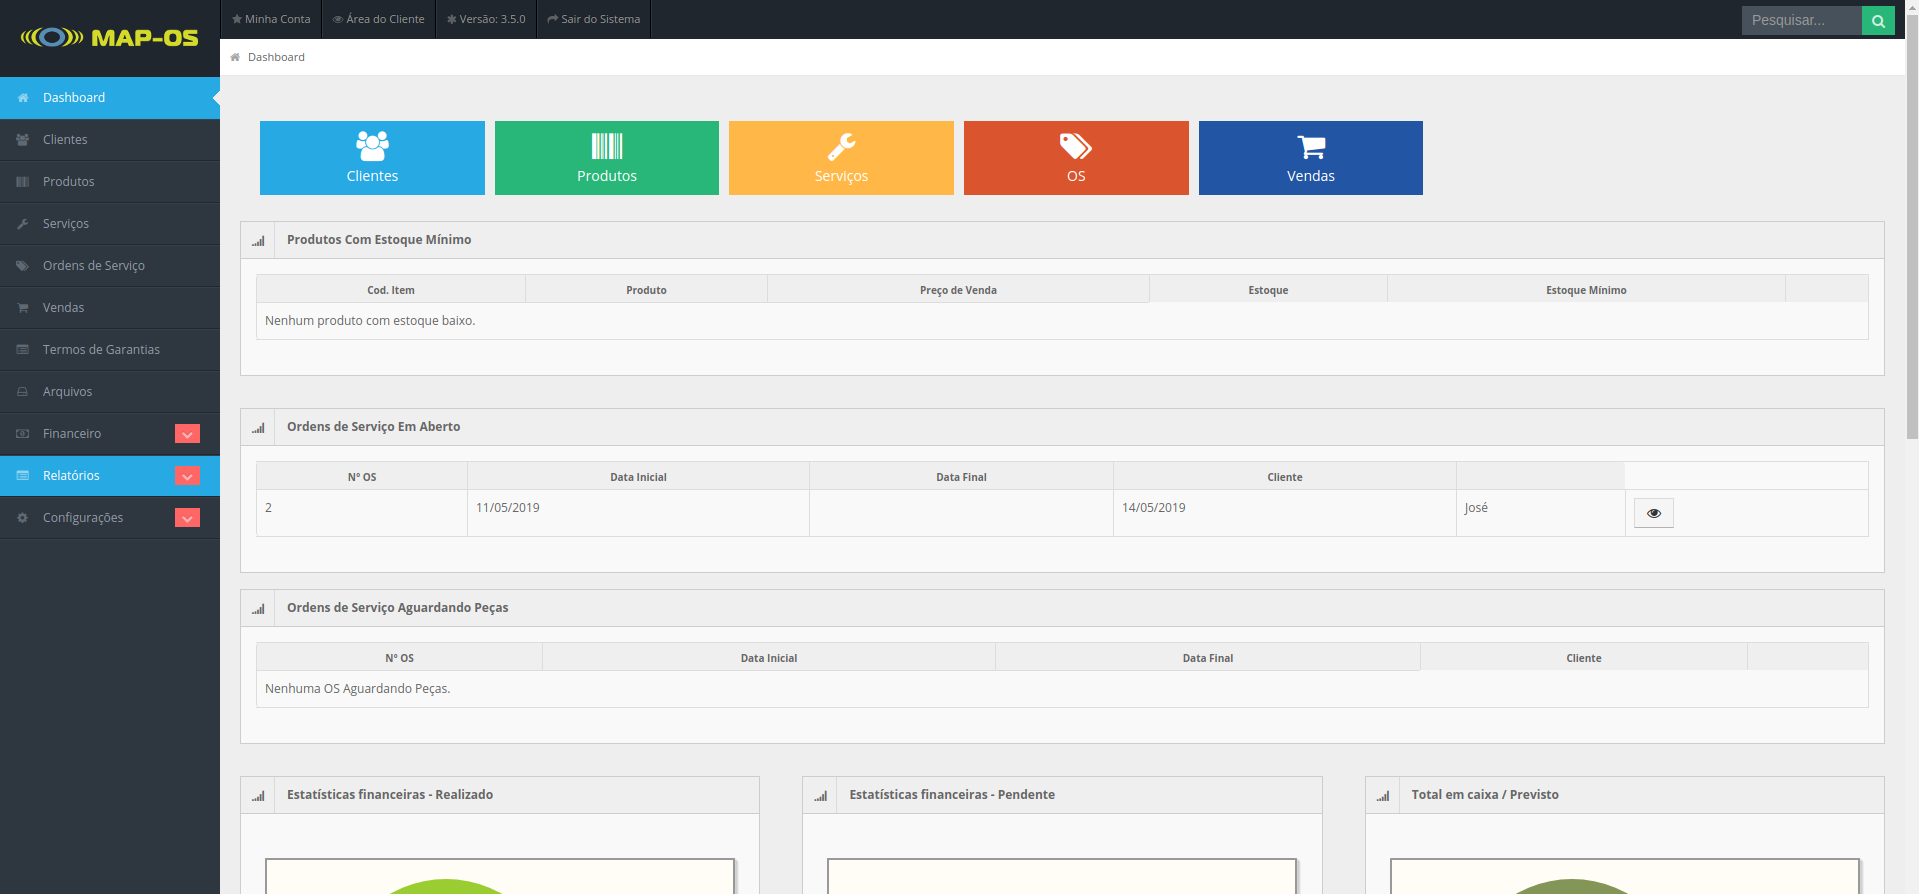 MAP-OS
Minha Conta
Área do Cliente
Versão: 3.5.0
Sair do Sistema
Pesquisar...
Dashboard
Dashboard
Clientes
Produtos
Serviços
Ordens de Serviço
Vendas
Termos de Garantias
Arquivos
Financeiro
Relatórios
Configurações
Clientes
Produtos
Serviços
OS
Vendas
Produtos Com Estoque Mínimo
Cod. Item Produto Preço de Venda Estoque Estoque Mínimo
Nenhum produto com estoque baixo.
Ordens de Serviço Em Aberto
N° OS Data Inicial Data Final Cliente
2 11/05/2019 14/05/2019 José
Ordens de Serviço Aguardando Peças
N° OS Data Inicial Data Final Cliente
Nenhuma OS Aguardando Peças.
Estatísticas financeiras - Realizado
Estatísticas financeiras - Pendente
Total em caixa / Previsto